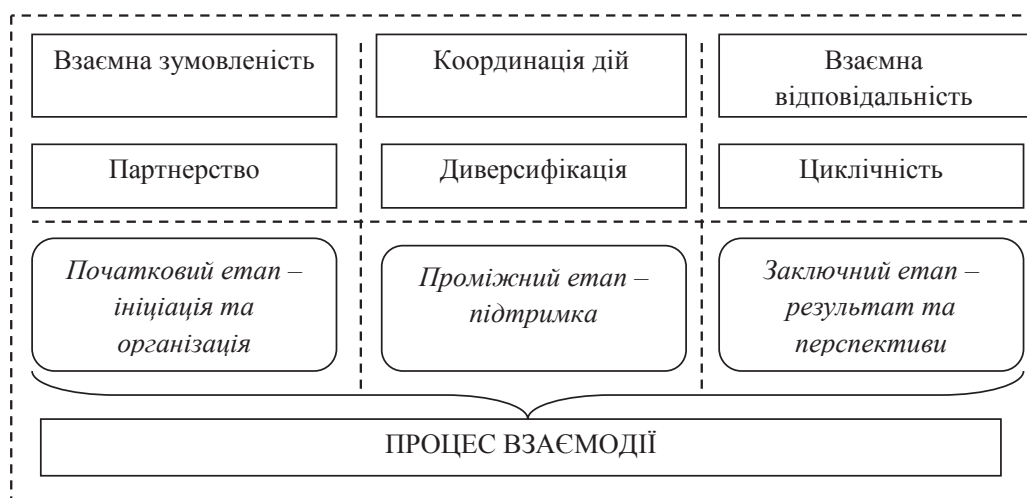 Взаємна зумовленість
Координація дій
Взаємна
відповідальність
Партнерство
Диверсифікація
Циклічність
Початковий етап –
ініціація та
організація
Проміжний етап –
підтримка
Заключний етап –
результат та
перспективи
ПРОЦЕС ВЗАЄМОДІЇ